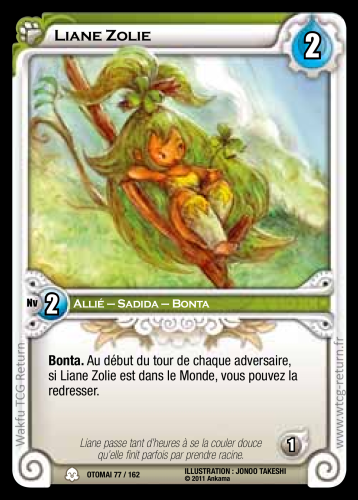 LIANE ZOLIE
2
Nv 2
ALLIÉ – SADIDA – BONTA
Bonta. Au début du tour de chaque adversaire,
si Liane Zolie est dans le Monde, vous pouvez la
redresser.
Liane passe tant d'heures à se la couler douce
qu'elle finit parfois par prendre racine.
1
OTOMAI 77 / 162
ILLUSTRATION : JONOO TAKESHI
© 2011 Ankama
Wakfu TCG Return
www.wtcg-return.fr